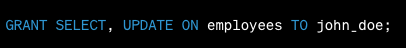 GRANT SELECT, UPDATE ON employees TO john_doe;